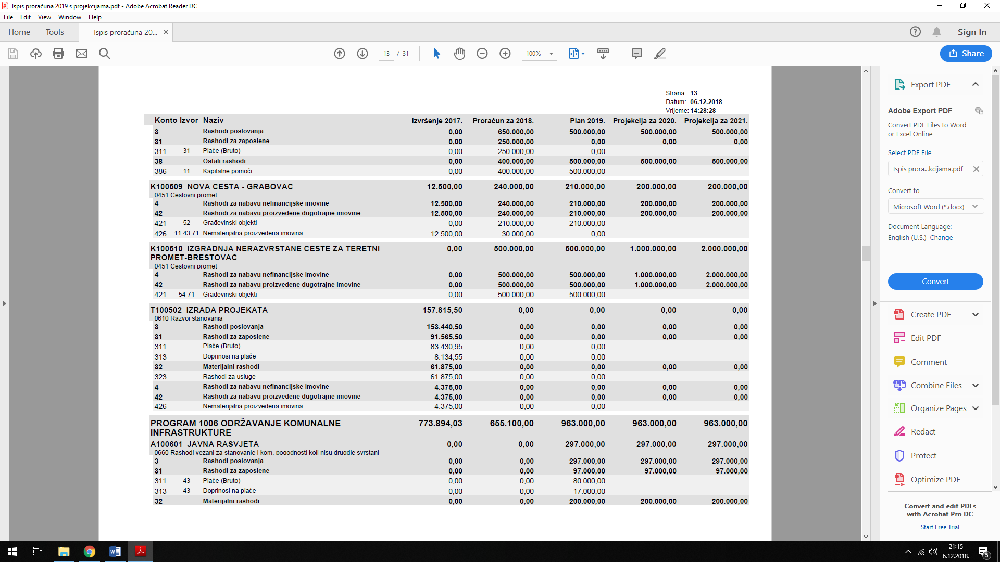 Ispis proračuna 2019 s projekcijama.pdf - Adobe Acrobat Reader DC
File Edit View Window Help
Home Tools Ispis proračuna 20... × Sign In
13 / 31 100% Share
Strana: 13
Datum: 06.12.2018
Vrijeme: 14:28:28
Konto Izvor Naziv Izvršenje 2017. Proračun za 2018. Plan 2019. Projekcija za 2020. Projekcija za 2021.
3 Rashodi poslovanja 0,00 650.000,00 500.000,00 500.000,00 500.000,00
31 Rashodi za zaposlene 0,00 250.000,00 0,00 0,00 0,00
311 31 Plaće (Bruto) 0,00 250.000,00 0,00
38 Ostali rashodi 0,00 400.000,00 500.000,00 500.000,00 500.000,00
386 11 Kapitalne pomoći 0,00 400.000,00 500.000,00
K100509 NOVA CESTA - GRABOVAC 12.500,00 240.000,00 210.000,00 200.000,00 200.000,00
0451 Cestovni promet
4 Rashodi za nabavu nefinancijske imovine 12.500,00 240.000,00 210.000,00 200.000,00 200.000,00
42 Rashodi za nabavu proizvedene dugotrajne imovine 12.500,00 240.000,00 210.000,00 200.000,00 200.000,00
421 52 Građevinski objekti 0,00 210.000,00 210.000,00
426 11 43 71 Nematerijalna proizvedena imovina 12.500,00 30.000,00 0,00
K100510 IZGRADNJA NERAZVRSTANE CESTE ZA TERETNI 0,00 500.000,00 500.000,00 1.000.000,00 2.000.000,00
PROMET-BRESTOVAC
0451 Cestovni promet
4 Rashodi za nabavu nefinancijske imovine 0,00 500.000,00 500.000,00 1.000.000,00 2.000.000,00
42 Rashodi za nabavu proizvedene dugotrajne imovine 0,00 500.000,00 500.000,00 1.000.000,00 2.000.000,00
421 54 71 Građevinski objekti 0,00 500.000,00 500.000,00
T100502 IZRADA PROJEKATA 157.815,50 0,00 0,00 0,00 0,00
0610 Razvoj stanovanja
3 Rashodi poslovanja 153.440,50 0,00 0,00 0,00 0,00
31 Rashodi za zaposlene 91.565,50 0,00 0,00 0,00 0,00
311 Plaće (Bruto) 83.430,95 0,00 0,00
313 Doprinosi na plaće 8.134,55 0,00 0,00
32 Materijalni rashodi 61.875,00 0,00 0,00 0,00 0,00
323 Rashodi za usluge 61.875,00 0,00 0,00
4 Rashodi za nabavu nefinancijske imovine 4.375,00 0,00 0,00 0,00 0,00
42 Rashodi za nabavu proizvedene dugotrajne imovine 4.375,00 0,00 0,00 0,00 0,00
426 Nematerijalna proizvedena imovina 4.375,00 0,00 0,00
PROGRAM 1006 ODRŽAVANJE KOMUNALNE 773.894,03 655.100,00 963.000,00 963.000,00 963.000,00
INFRASTRUKTURE
A100601 JAVNA RASVJETA 0,00 0,00 297.000,00 297.000,00 297.000,00
0660 Rashodi vezani za stanovanje i kom. pogodnosti koji nisu drugdje svrstani
3 Rashodi poslovanja 0,00 0,00 297.000,00 297.000,00 297.000,00
31 Rashodi za zaposlene 0,00 0,00 97.000,00 97.000,00 97.000,00
311 43 Plaće (Bruto) 0,00 0,00 80.000,00
313 43 Doprinosi na plaće 0,00 0,00 17.000,00
32 Materijalni rashodi 0,00 0,00 200.000,00 200.000,00 200.000,00
Export PDF
Adobe Export PDF
Convert PDF Files to Word
or Excel Online
Select PDF File
Ispis prora...kcijama.pdf
Convert to
Microsoft Word (*.docx)
Document Language:
English (U.S.) Change
Convert
Create PDF
Edit PDF
Comment
Combine Files
Organize Pages
Redact
Protect
Optimize PDF
Convert and edit PDFs
with Acrobat Pro DC
Start Free Trial
21:15
6.12.2018.
5